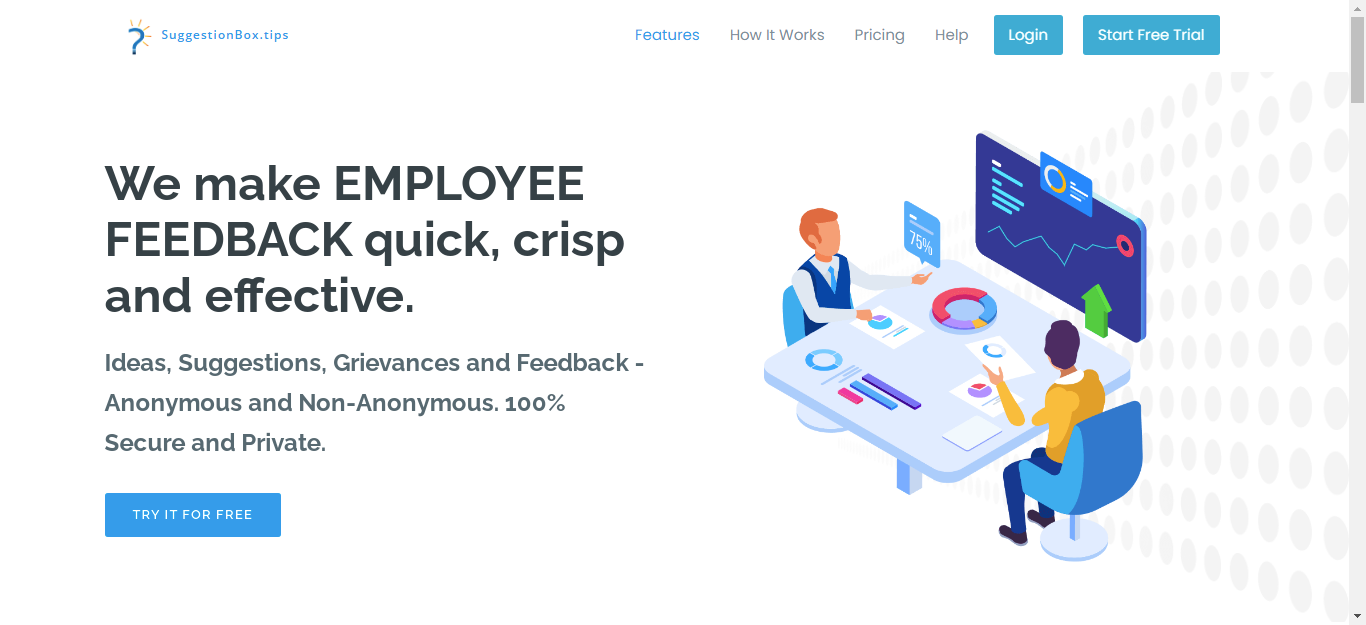 SuggestionBox.tips
Features How It Works Pricing Help Login Start Free Trial
We make EMPLOYEE
FEEDBACK quick, crisp
and effective.
Ideas, Suggestions, Grievances and Feedback -
Anonymous and Non-Anonymous. 100%
Secure and Private.
TRY IT FOR FREE
75%